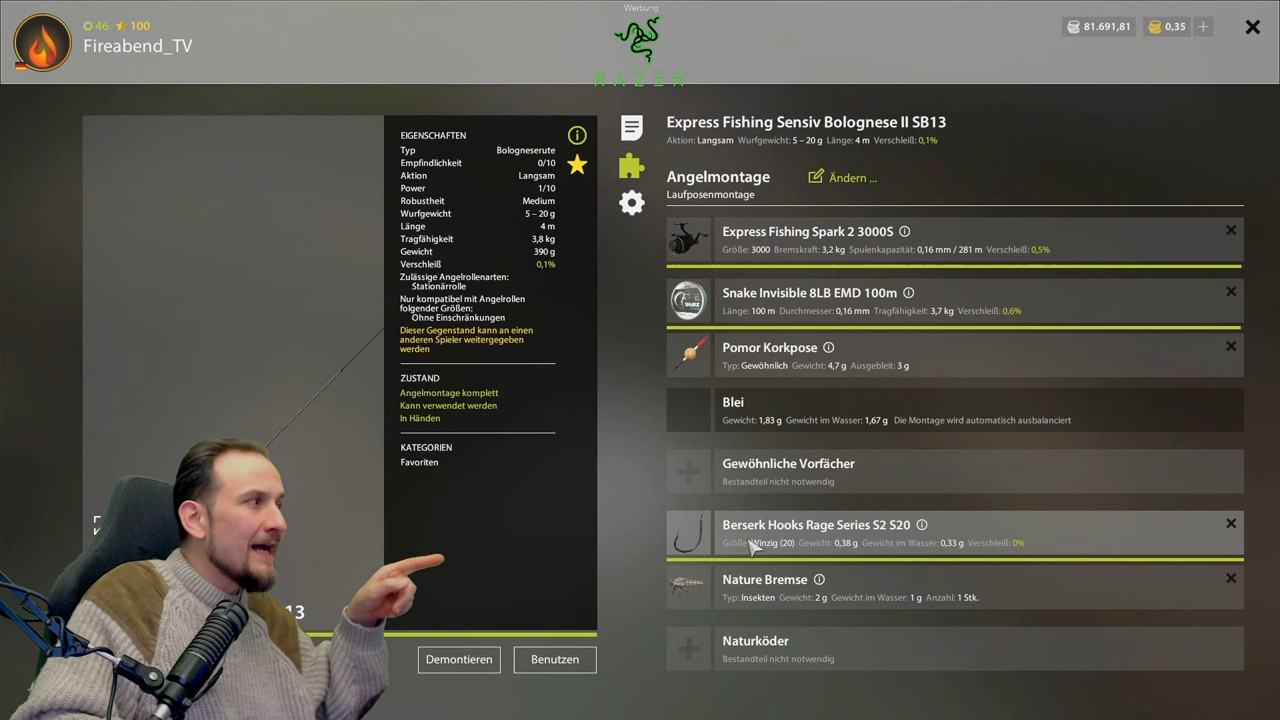 Werbung
46 100
Fireabend_TV
RAZER
81.691,81 0,35
EIGENSCHAFTEN
Typ Bologneserute
Empfindlichkeit 0/10
Aktion Langsam
Power 1/10
Robustheit Medium
Wurfgewicht 5 – 20 g
Länge 4 m
Tragfähigkeit 3,8 kg
Gewicht 390 g
Verschleiß 0,1%
Zulässige Angelrollenarten:
Stationärrolle
Nur kompatibel mit Angelrollen
folgender Größen:
Ohne Einschränkungen
Dieser Gegenstand kann an einen
anderen Spieler weitergegeben
werden
ZUSTAND
Angelmontage komplett
Kann verwendet werden
In Händen
KATEGORIEN
Favoriten
13
Demontieren Benutzen
Express Fishing Sensiv Bolognese II SB13
Aktion: Langsam Wurfgewicht: 5 – 20 g Länge: 4 m Verschleiß: 0,1%
Angelmontage Ändern ...
Laufposenmontage
Express Fishing Spark 2 3000S
Größe: 3000 Bremskraft: 3,2 kg Spulenkapazität: 0,16 mm / 281 m Verschleiß: 0,5%
Snake Invisible 8LB EMD 100m
Länge: 100 m Durchmesser: 0,16 mm Tragfähigkeit: 3,7 kg Verschleiß: 0,6%
Pomor Korkpose
Typ: Gewöhnlich Gewicht: 4,7 g Ausgebleit: 3 g
Blei
Gewicht: 1,83 g Gewicht im Wasser: 1,67 g Die Montage wird automatisch ausbalanciert
Gewöhnliche Vorfächer
Bestandteil nicht notwendig
Berserk Hooks Rage Series S2 S20
Größe: Winzig (20) Gewicht: 0,38 g Gewicht im Wasser: 0,33 g Verschleiß: 0%
Nature Bremse
Typ: Insekten Gewicht: 2 g Gewicht im Wasser: 1 g Anzahl: 1 Stk.
Naturköder
Bestandteil nicht notwendig